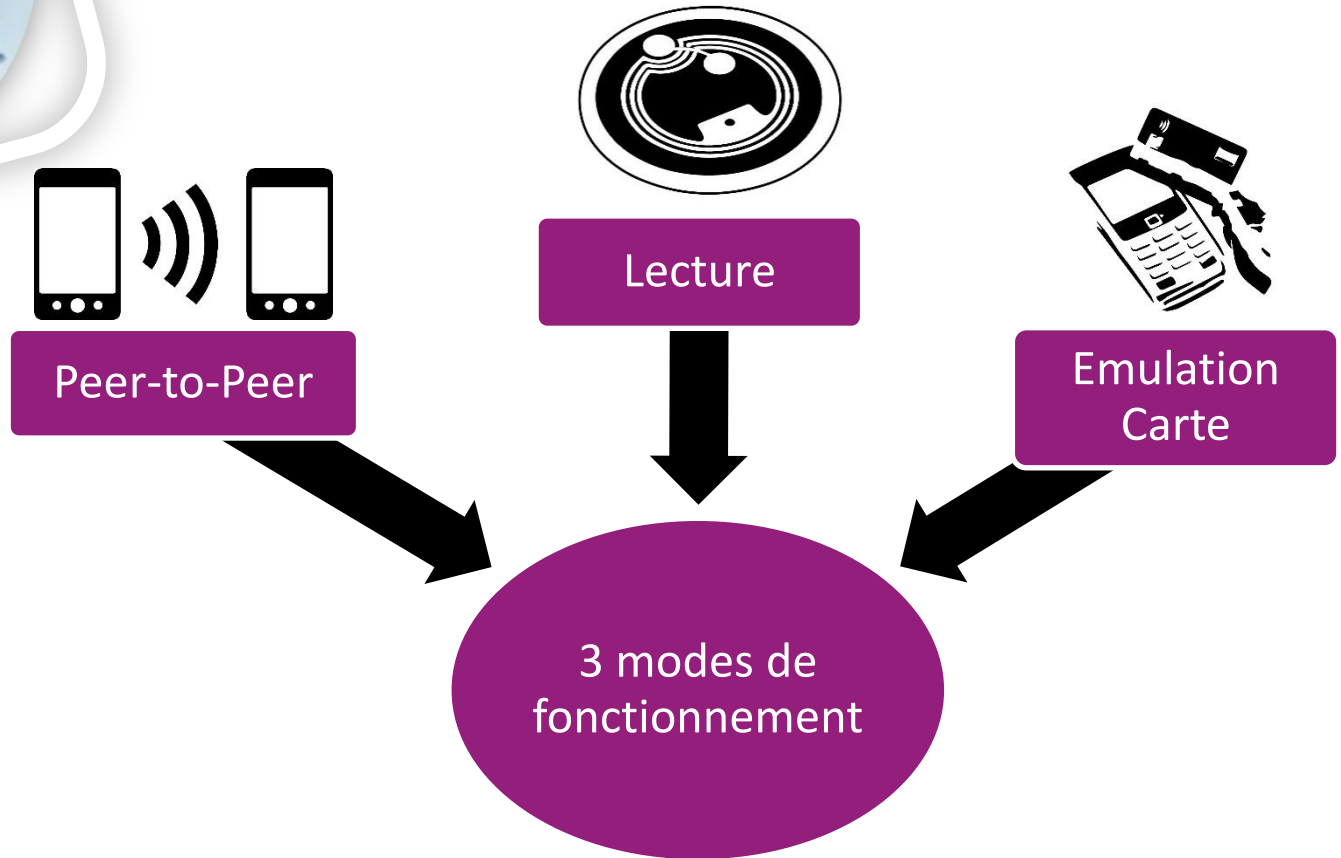 Lecture
Peer-to-Peer
Emulation
Carte
3 modes de
fonctionnement